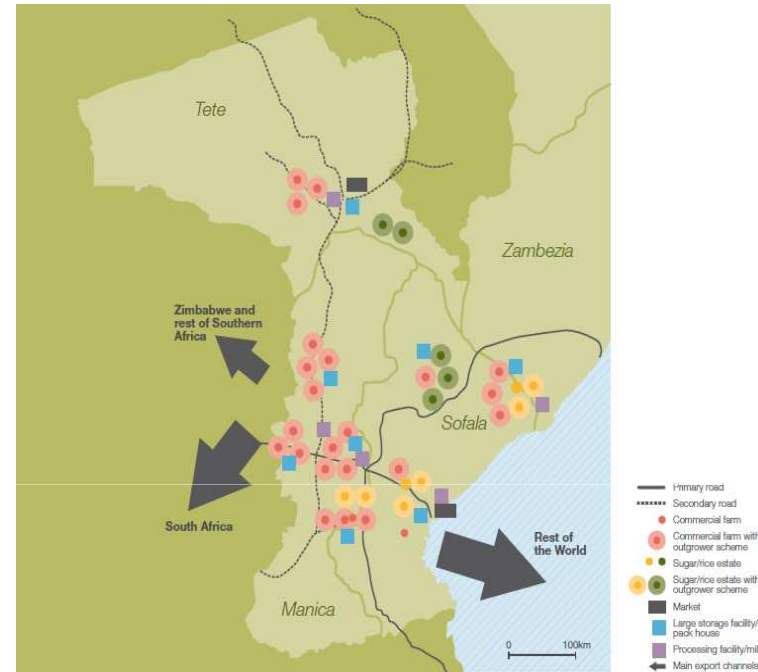 Tete
Zambezia
Zimbabwe and
rest of Southern
Africa
Sofala
South Africa
Rest of
the World
Manica
0 100km
Primary road
Secondary road
Commercial farm
Commercial farm with
outgrower scheme
Sugar/rice estate
Sugar/rice estate with
outgrower scheme
Market
Large storage facility/
pack house
Processing facility/mill
Main export channels